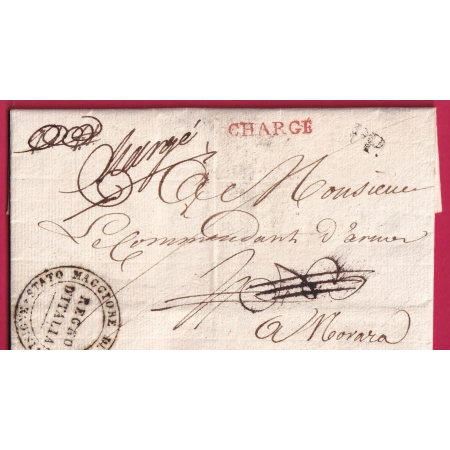 CHARGÉ
P.P.
Chargé
A Monsieur
Le Commandant d'armes
a Novara
STATO MAGGIORE
REGNO
D'ITALIA